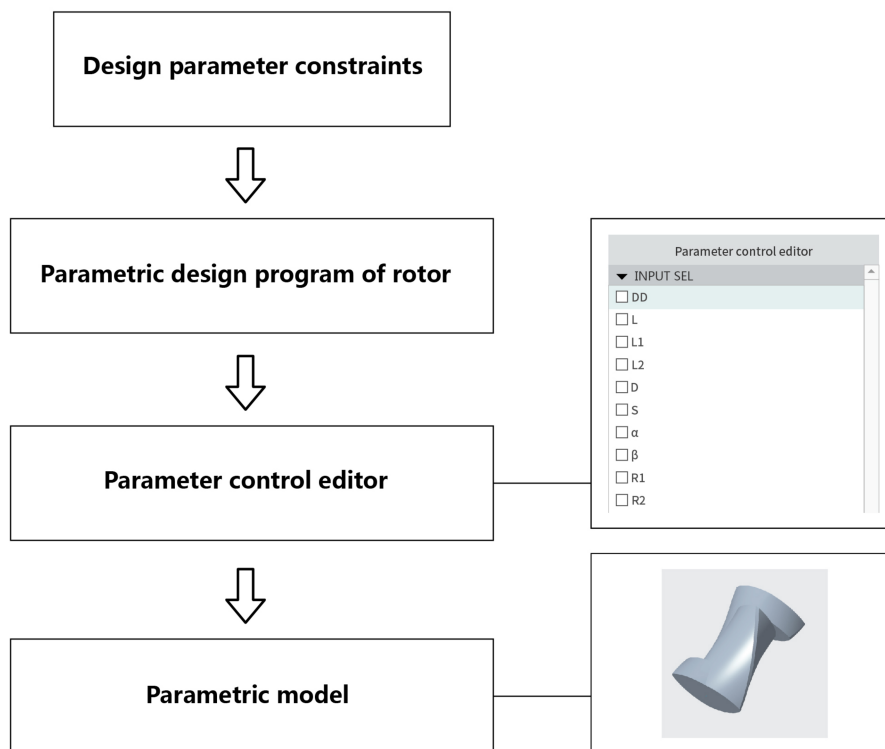 Design parameter constraints
Parametric design program of rotor
Parameter control editor
Parametric model
Parameter control editor
INPUT SEL
DD
L
L1
L2
D
S
α
β
R1
R2